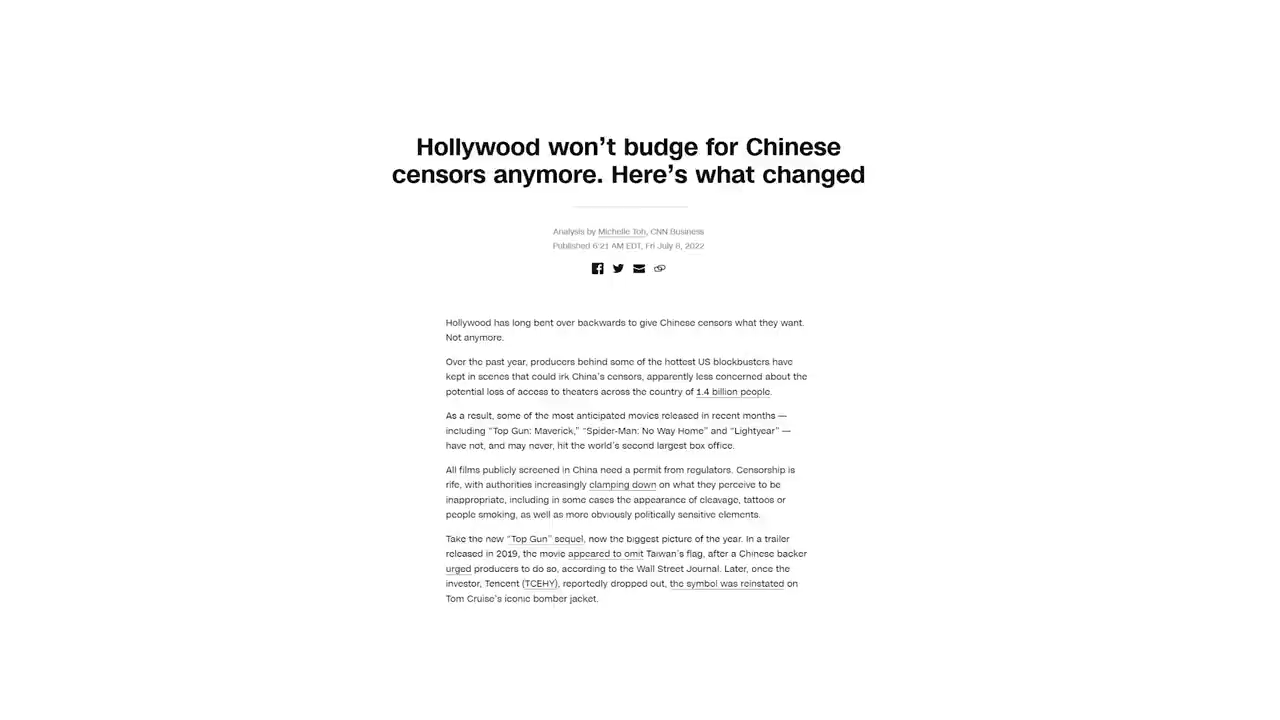 Hollywood won’t budge for Chinese
censors anymore. Here’s what changed
Analysis by Michelle Toh, CNN Business
Published 6:21 AM EDT, Fri July 8, 2022
Hollywood has long bent over backwards to give Chinese censors what they want.
Not anymore.
Over the past year, producers behind some of the hottest US blockbusters have
kept in scenes that could irk China’s censors, apparently less concerned about the
potential loss of access to theaters across the country of 1.4 billion people.
As a result, some of the most anticipated movies released in recent months —
including “Top Gun: Maverick,” “Spider-Man: No Way Home” and “Lightyear” —
have not, and may never, hit the world’s second largest box office.
All films publicly screened in China need a permit from regulators. Censorship is
rife, with authorities increasingly clamping down on what they perceive to be
inappropriate, including in some cases the appearance of cleavage, tattoos or
people smoking, as well as more obviously politically sensitive elements.
Take the new “Top Gun” sequel, now the biggest picture of the year. In a trailer
released in 2019, the movie appeared to omit Taiwan’s flag, after a Chinese backer
urged producers to do so, according to the Wall Street Journal. Later, once the
investor, Tencent (TCEHY), reportedly dropped out, the symbol was reinstated on
Tom Cruise’s iconic bomber jacket.